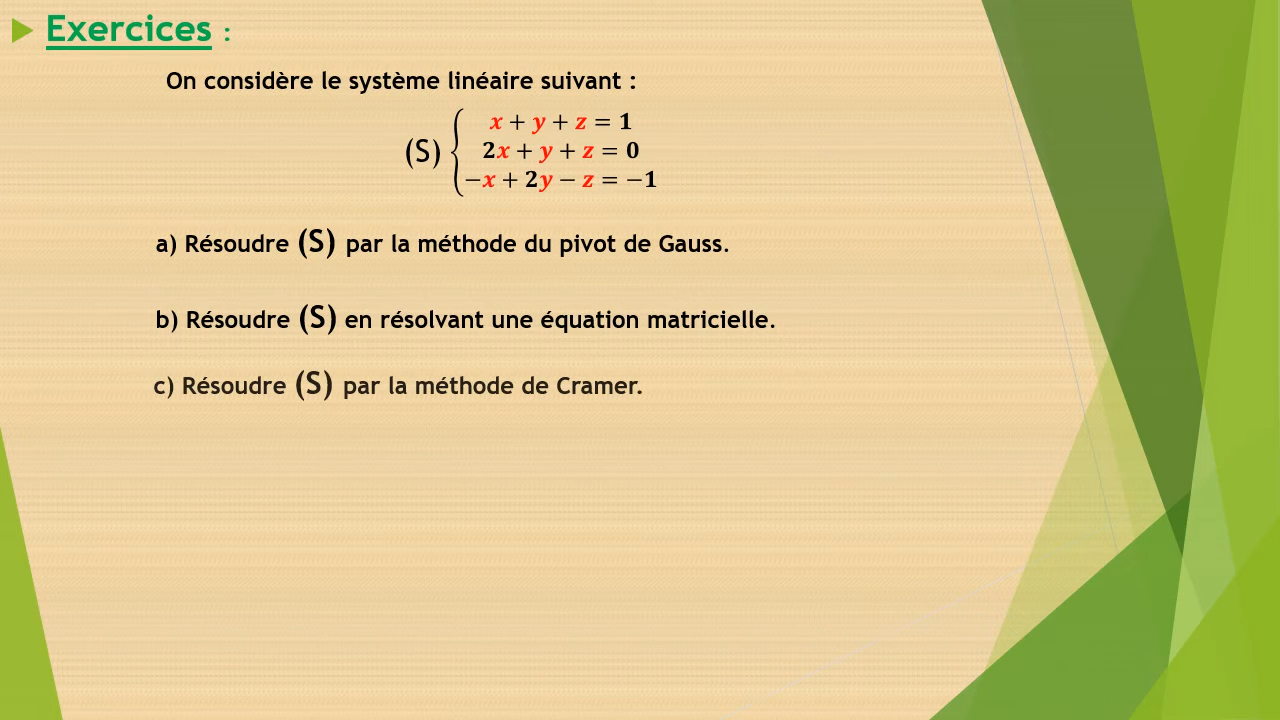 Exercices :
On considère le système linéaire suivant :
x + y + z = 1
(S) { 2x + y + z = 0
−x + 2y − z = −1
a) Résoudre (S) par la méthode du pivot de Gauss.
b) Résoudre (S) en résolvant une équation matricielle.
c) Résoudre (S) par la méthode de Cramer.